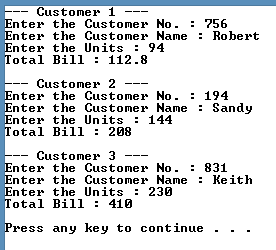 --- Customer 1 ---
Enter the Customer No. : 756
Enter the Customer Name : Robert
Enter the Units : 94
Total Bill : 112.8
--- Customer 2 ---
Enter the Customer No. : 194
Enter the Customer Name : Sandy
Enter the Units : 144
Total Bill : 208
--- Customer 3 ---
Enter the Customer No. : 831
Enter the Customer Name : Keith
Enter the Units : 230
Total Bill : 410
Press any key to continue . . .